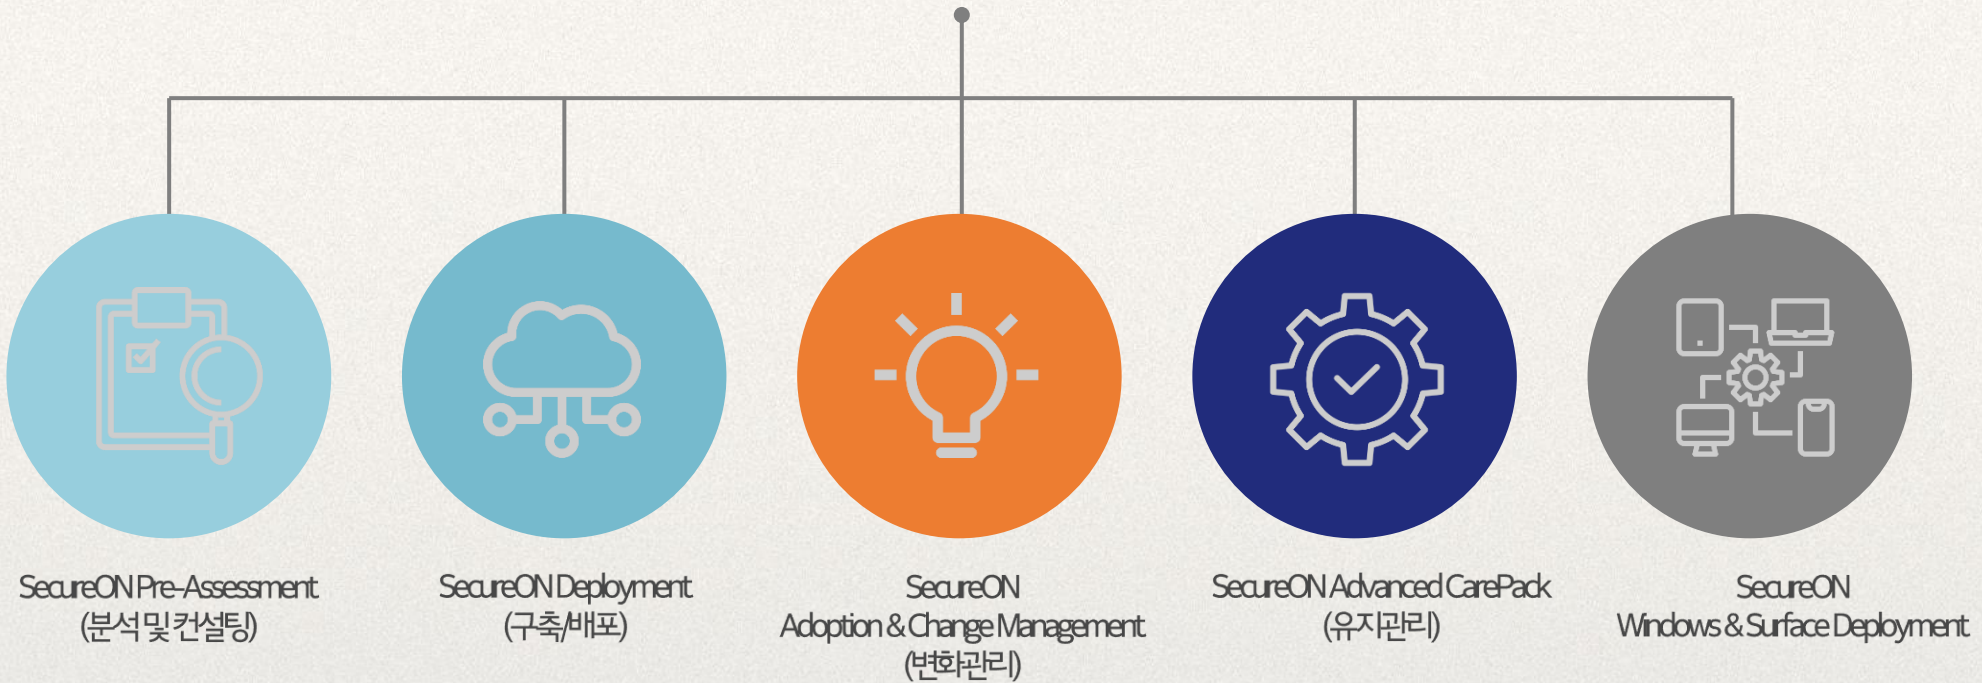 SecureON Pre-Assessment
(분석 및 컨설팅)
SecureON Deployment
(구축/배포)
SecureON
Adoption & Change Management
(변화관리)
SecureON Advanced CarePack
(유지관리)
SecureON
Windows & Surface Deployment